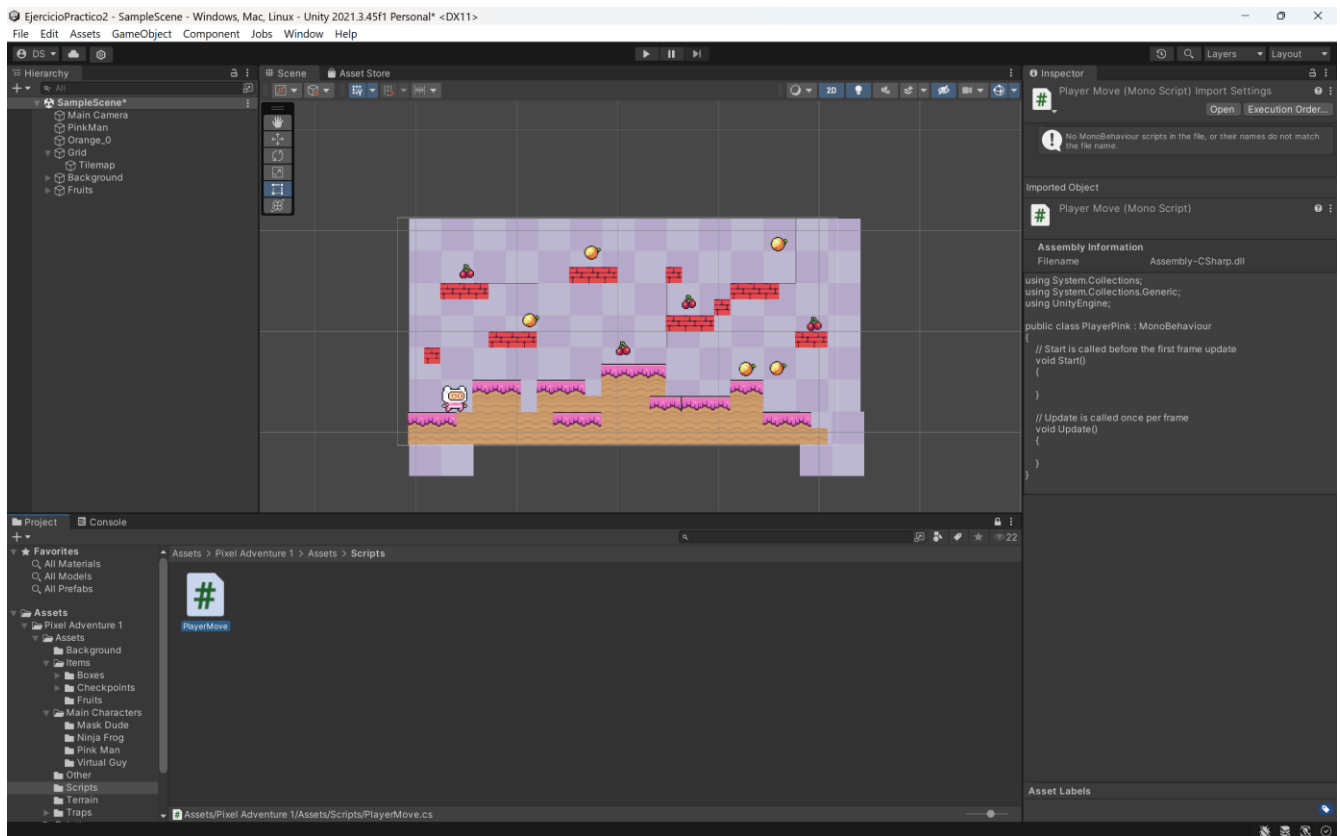 EjercicioPractico2 - SampleScene - Windows, Mac, Linux - Unity 2021.3.45f1 Personal* <DX11>
File Edit Assets GameObject Component Jobs Window Help
DS
Layers
Layout
Hierarchy
Scene
Asset Store
Inspector
All
2D
SampleScene*
Main Camera
PinkMan
Orange_0
Grid
Tilemap
Background
Fruits
Player Move (Mono Script) Import Settings
Open
Execution Order...
No MonoBehaviour scripts in the file, or their names do not match
the file name.
Imported Object
Player Move (Mono Script)
Assembly Information
Filename Assembly-CSharp.dll
using System.Collections;
using System.Collections.Generic;
using UnityEngine;
public class PlayerPink : MonoBehaviour
{
// Start is called before the first frame update
void Start()
{
}
// Update is called once per frame
void Update()
{
}
}
Project
Console
22
Favorites
All Materials
All Models
All Prefabs
Assets
Pixel Adventure 1
Assets
Background
Items
Boxes
Checkpoints
Fruits
Main Characters
Mask Dude
Ninja Frog
Pink Man
Virtual Guy
Other
Scripts
Terrain
Traps
Assets > Pixel Adventure 1 > Assets > Scripts
#
PlayerMove
Assets/Pixel Adventure 1/Assets/Scripts/PlayerMove.cs
Asset Labels